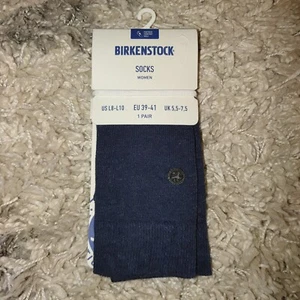 BIRKENSTOCK
SOCKS
WOMEN
US L8-L10 EU 39-41 UK 5,5-7,5
1 PAIR